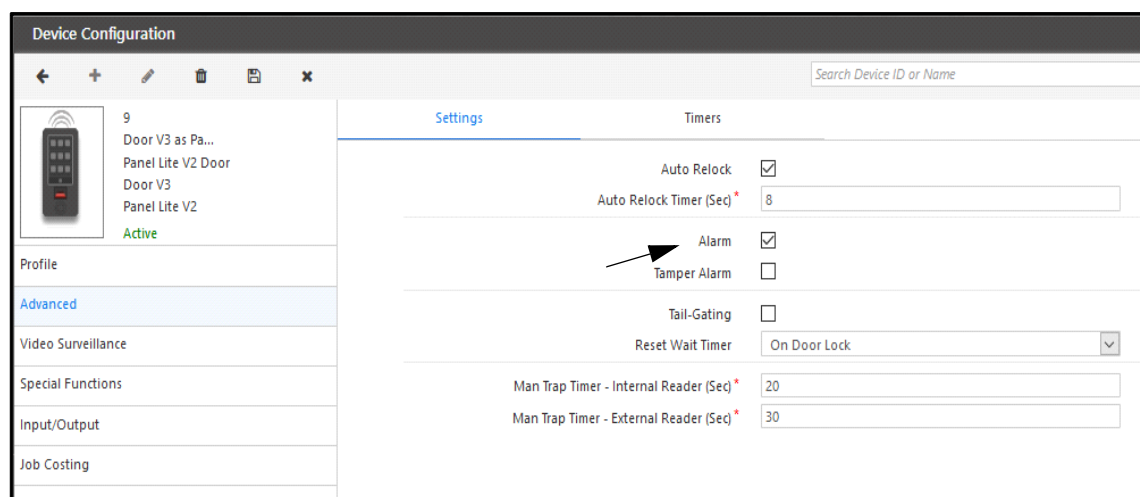 Device Configuration
Search Device ID or Name
9
Door V3 as Pa...
Panel Lite V2 Door
Door V3
Panel Lite V2
Active
Profile
Advanced
Video Surveillance
Special Functions
Input/Output
Job Costing
Settings Timers
Auto Relock
Auto Relock Timer (Sec) * 8
Alarm
Tamper Alarm
Tail-Gating
Reset Wait Timer On Door Lock
Man Trap Timer - Internal Reader (Sec) * 20
Man Trap Timer - External Reader (Sec) * 30